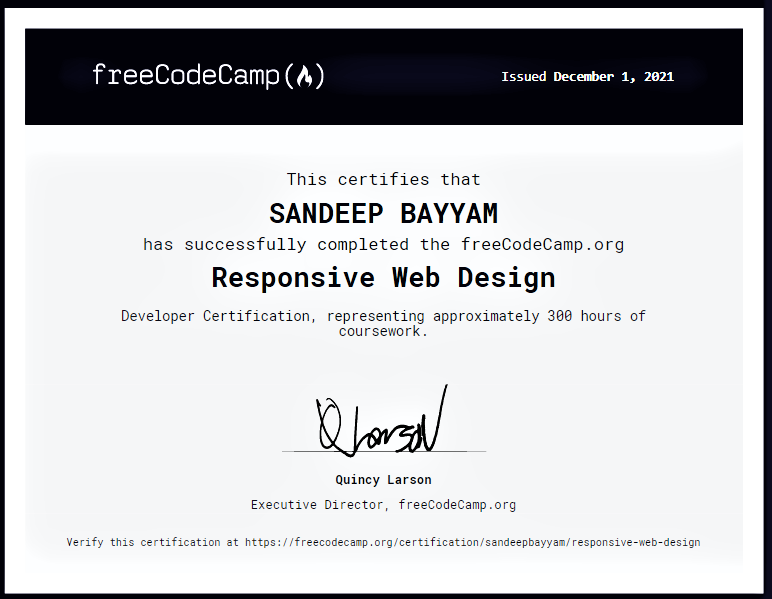 freeCodeCamp(🔥)
Issued December 1, 2021
This certifies that
SANDEEP BAYYAM
has successfully completed the freeCodeCamp.org
Responsive Web Design
Developer Certification, representing approximately 300 hours of
coursework.
Q Larson
Quincy Larson
Executive Director, freeCodeCamp.org
Verify this certification at https://freecodecamp.org/certification/sandeepbayyam/responsive-web-design